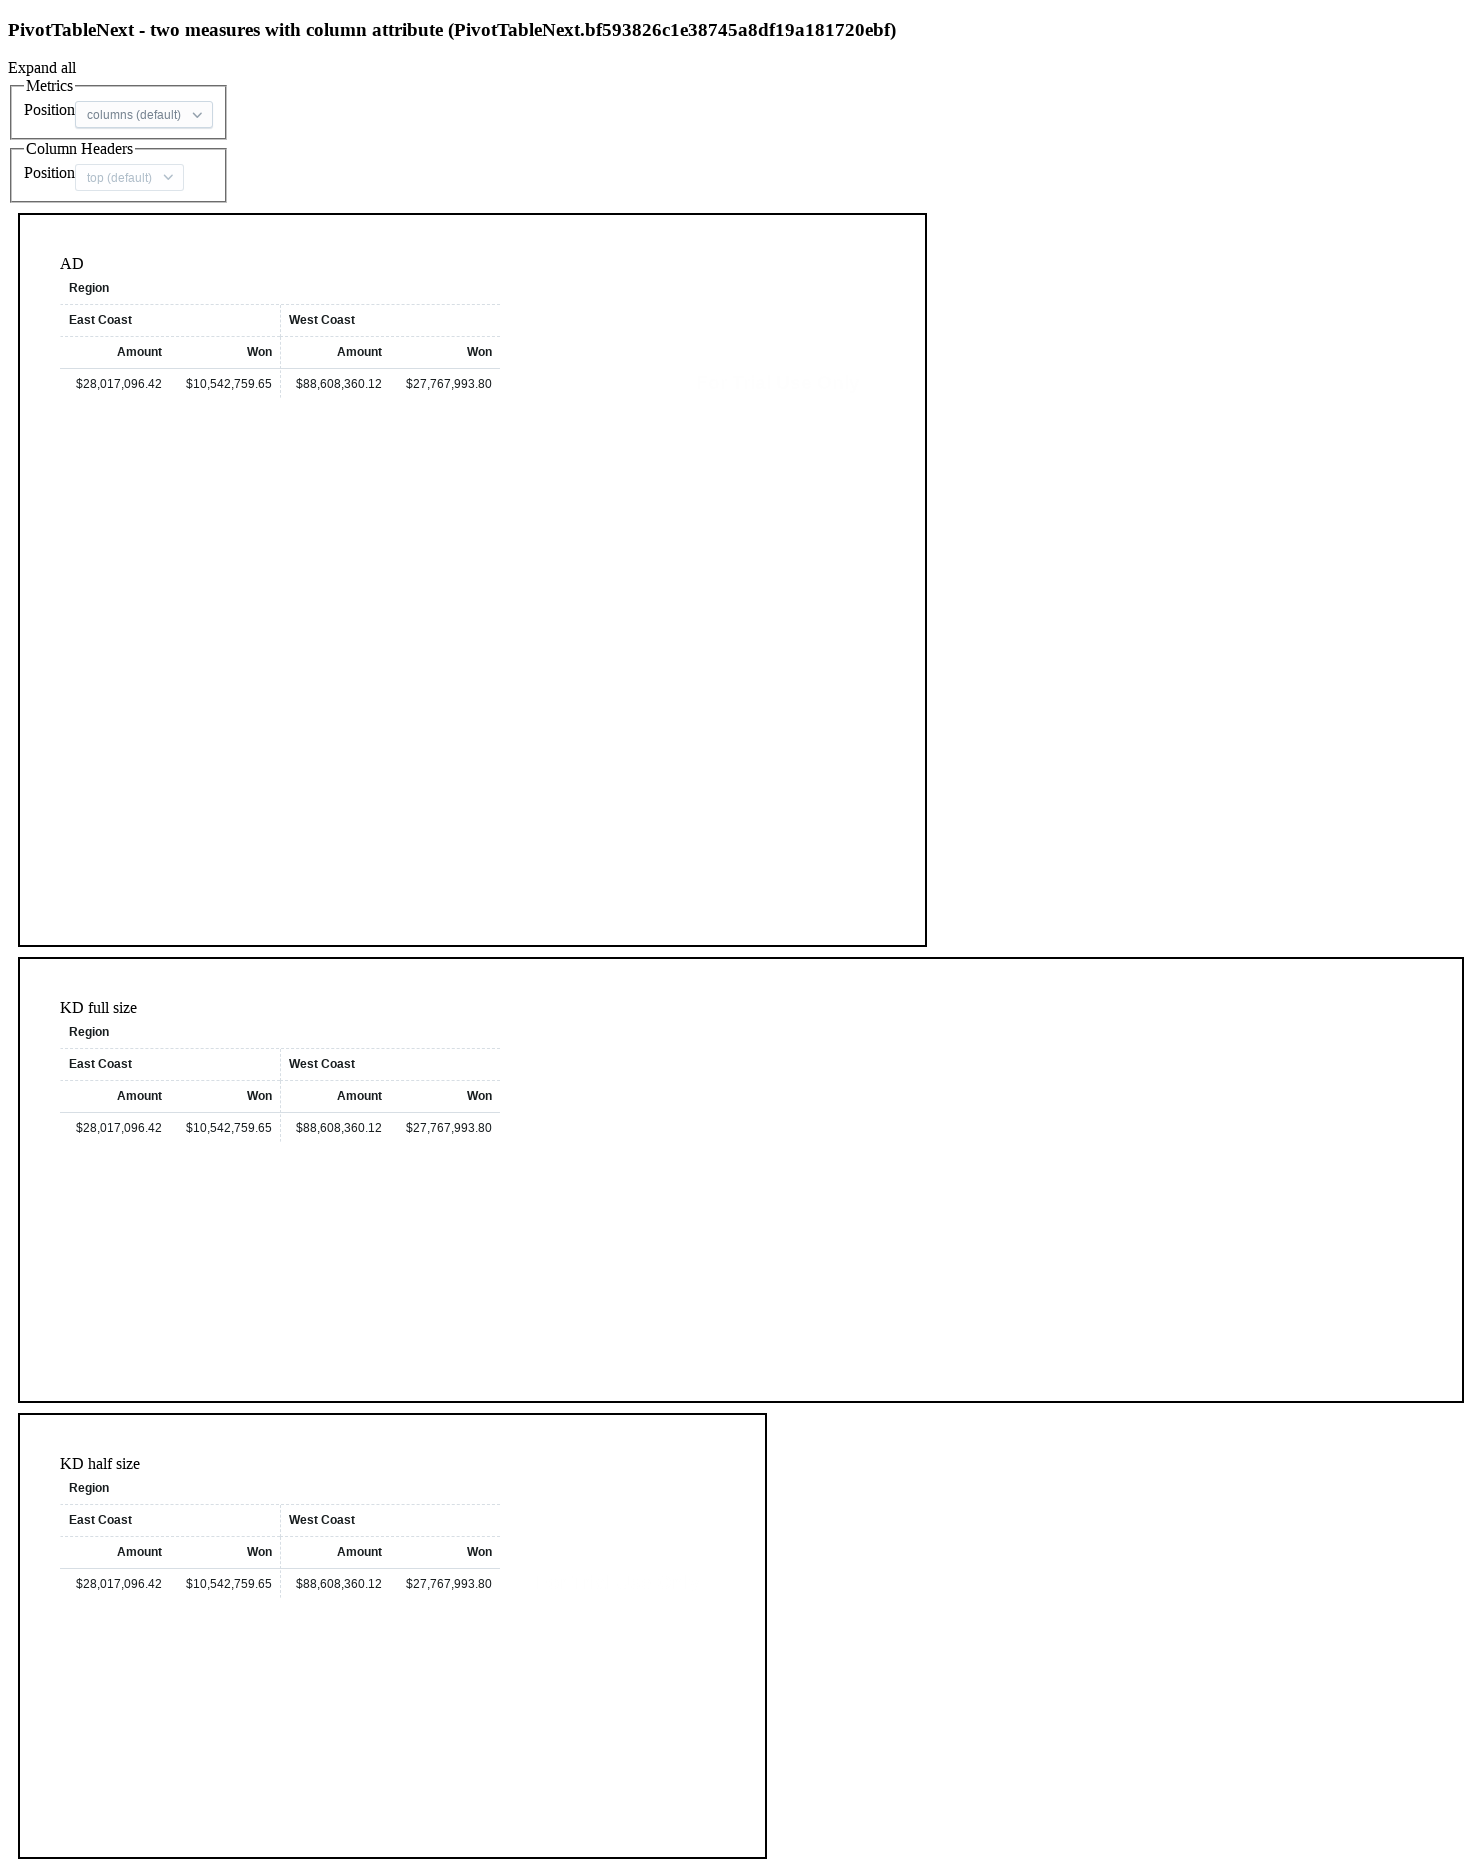 PivotTableNext - two measures with column attribute (PivotTableNext.bf593826c1e38745a8df19a181720ebf)
Expand all
Metrics
Position columns (default)
Column Headers
Position top (default)
AD
Region
East Coast West Coast
Amount Won Amount Won
$28,017,096.42 $10,542,759.65 $88,608,360.12 $27,767,993.80
KD full size
Region
East Coast West Coast
Amount Won Amount Won
$28,017,096.42 $10,542,759.65 $88,608,360.12 $27,767,993.80
KD half size
Region
East Coast West Coast
Amount Won Amount Won
$28,017,096.42 $10,542,759.65 $88,608,360.12 $27,767,993.80